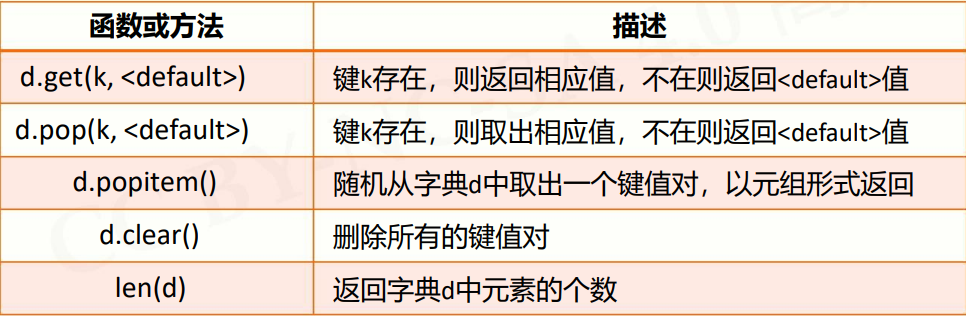 函数或方法 描述
d.get(k, <default>) 键k存在，则返回相应值，不在则返回<default>值
d.pop(k, <default>) 键k存在，则取出相应值，不在则返回<default>值
d.popitem() 随机从字典d中取出一个键值对，以元组形式返回
d.clear() 删除所有的键值对
len(d) 返回字典d中元素的个数